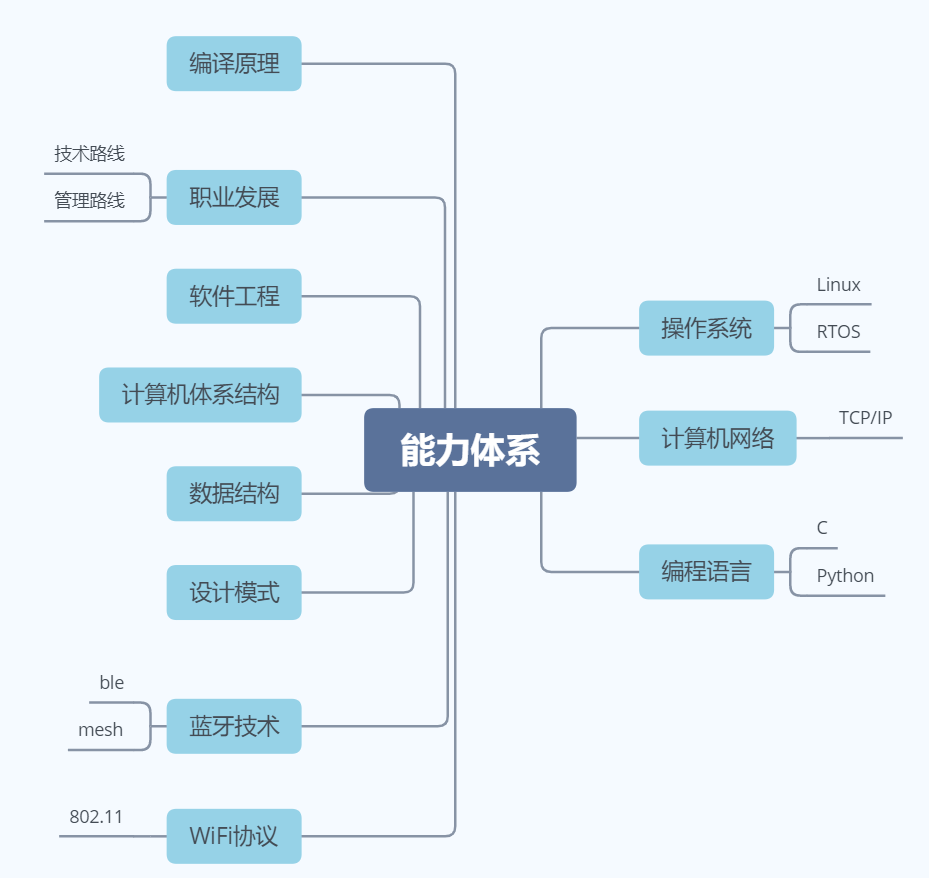 编译原理
技术路线
管理路线
职业发展
软件工程
计算机体系结构
数据结构
设计模式
ble
mesh
蓝牙技术
802.11
WiFi协议
能力体系
Linux
RTOS
操作系统
TCP/IP
计算机网络
C
Python
编程语言